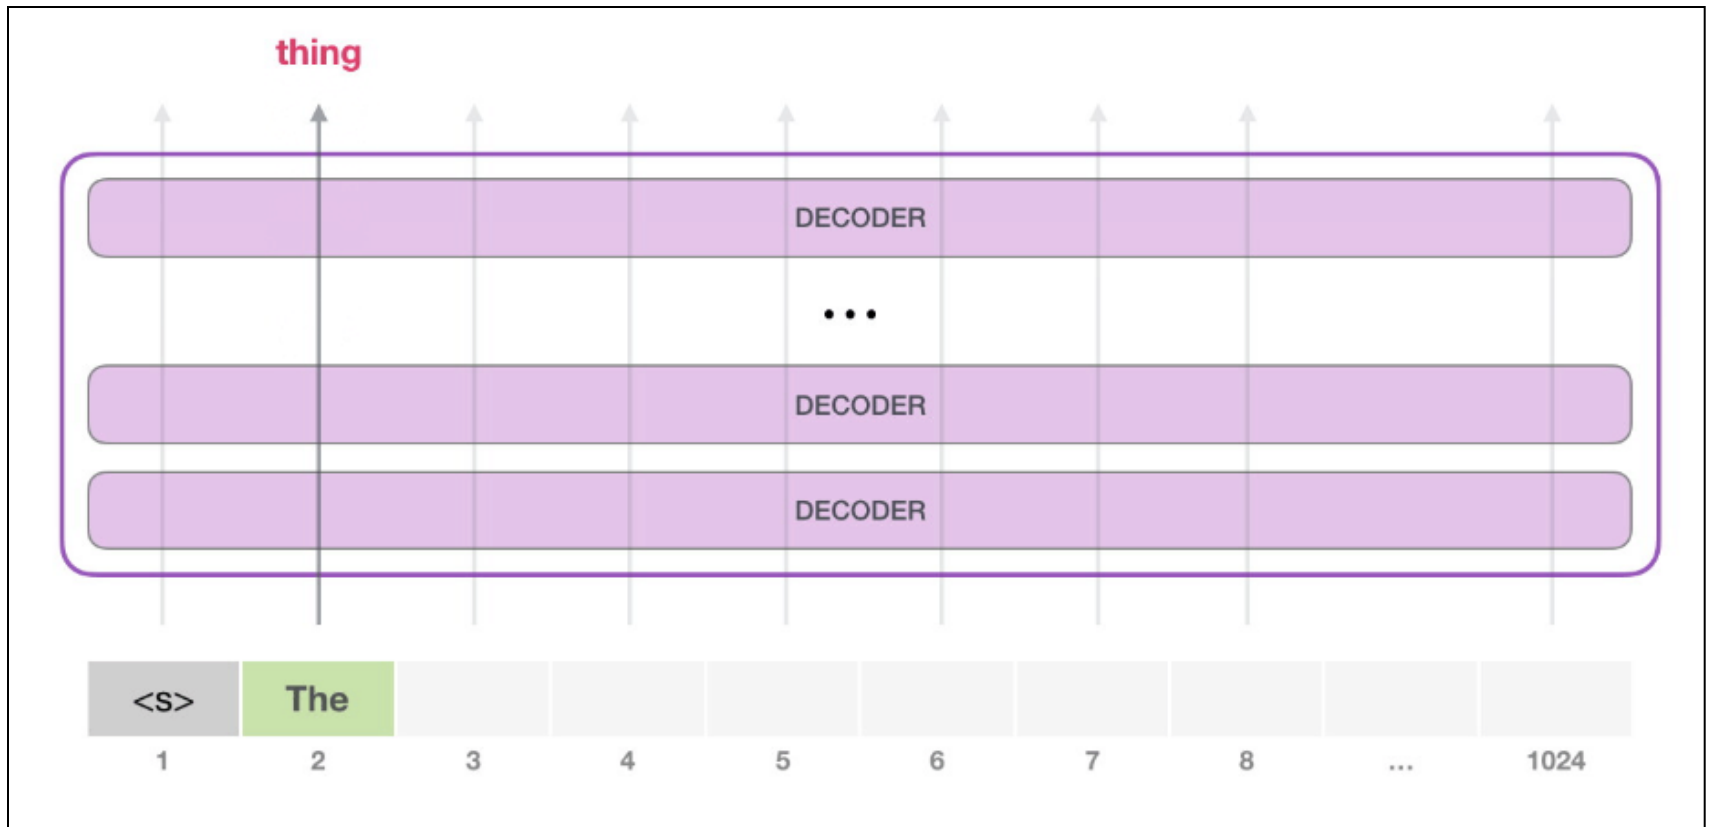 thing
DECODER
...
DECODER
DECODER
<s> The
1 2 3 4 5 6 7 8 ... 1024